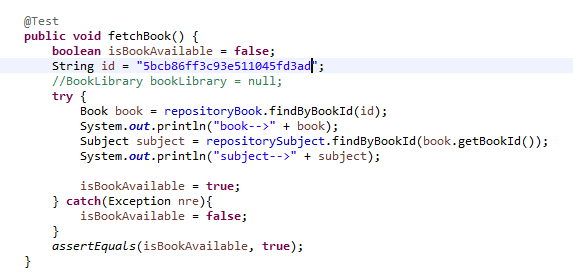 @Test
public void fetchBook() {
boolean isBookAvailable = false;
String id = "5bcb86ff3c93e511045fd3ad";
//BookLibrary bookLibrary = null;
try {
Book book = repositoryBook.findByBookId(id);
System.out.println("book-->" + book);
Subject subject = repositorySubject.findByBookId(book.getBookId());
System.out.println("subject-->" + subject);
isBookAvailable = true;
} catch(Exception nre){
isBookAvailable = false;
}
assertEquals(isBookAvailable, true);
}